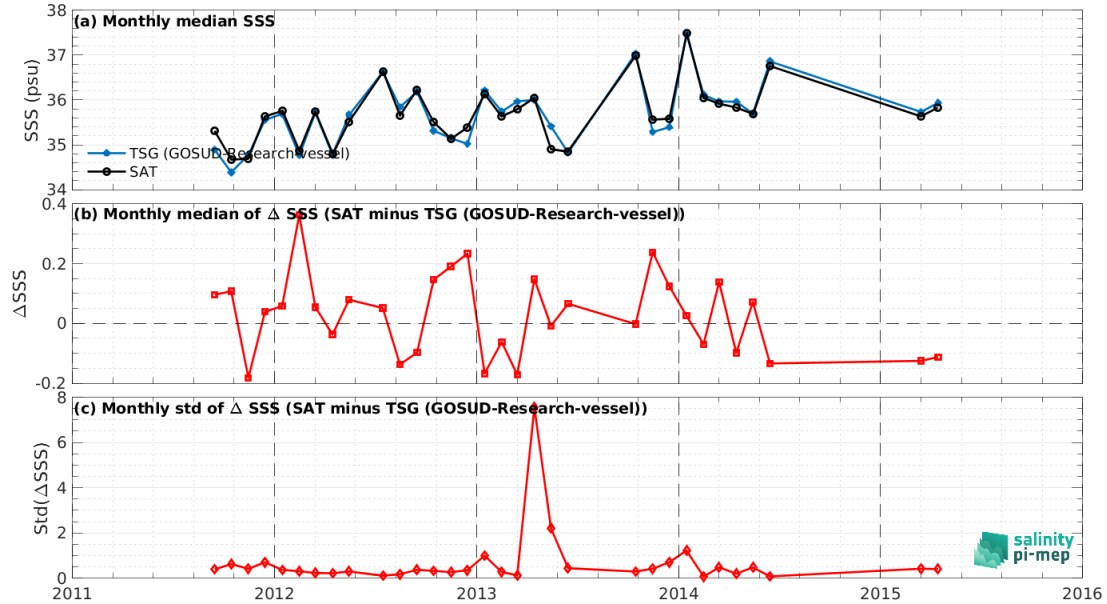 38
(a) Monthly median SSS
37
36
35
34
SSS (psu)
TSG (GOSUD-Research-vessel)
SAT
0.4
(b) Monthly median of Δ SSS (SAT minus TSG (GOSUD-Research-vessel))
0.2
0
-0.2
ΔSSS
8
(c) Monthly std of Δ SSS (SAT minus TSG (GOSUD-Research-vessel))
6
4
2
0
Std(ΔSSS)
salinity
pi-mep
2011 2012 2013 2014 2015 2016